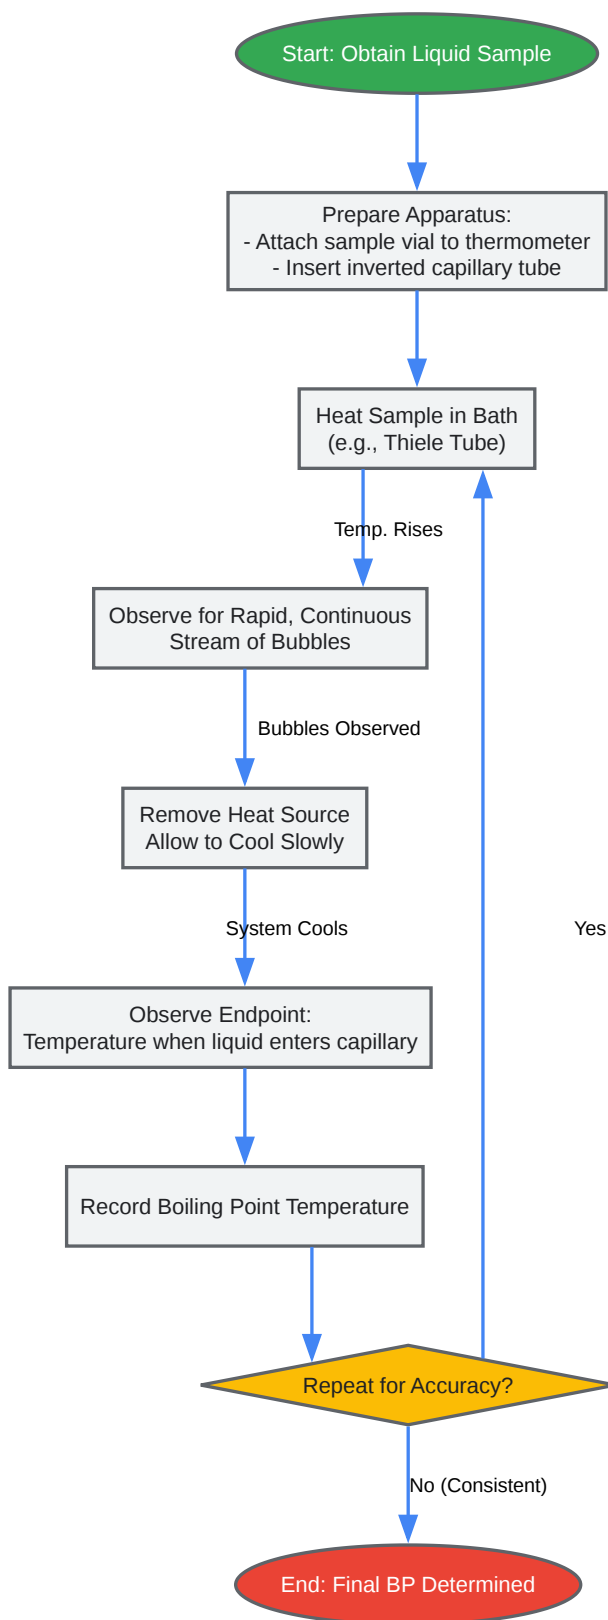 Start: Obtain Liquid Sample
Prepare Apparatus:
- Attach sample vial to thermometer
- Insert inverted capillary tube
Heat Sample in Bath
(e.g., Thiele Tube)
Temp. Rises
Observe for Rapid, Continuous
Stream of Bubbles
Bubbles Observed
Remove Heat Source
Allow to Cool Slowly
System Cools
Yes
Observe Endpoint:
Temperature when liquid enters capillary
Record Boiling Point Temperature
Repeat for Accuracy?
No (Consistent)
End: Final BP Determined